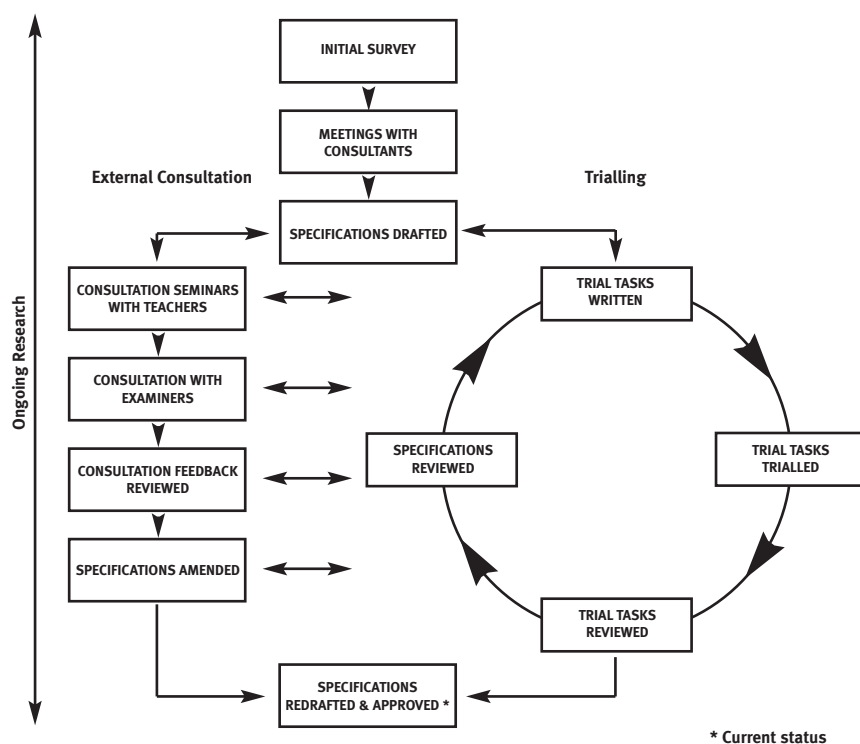 INITIAL SURVEY
MEETINGS WITH
CONSULTANTS
External Consultation
Trialling
SPECIFICATIONS DRAFTED
CONSULTATION SEMINARS
WITH TEACHERS
TRIAL TASKS
WRITTEN
Ongoing Research
CONSULTATION WITH
EXAMINERS
SPECIFICATIONS
REVIEWED
TRIAL TASKS
TRIALLED
CONSULTATION FEEDBACK
REVIEWED
SPECIFICATIONS AMENDED
TRIAL TASKS
REVIEWED
SPECIFICATIONS
REDRAFTED & APPROVED *
* Current status